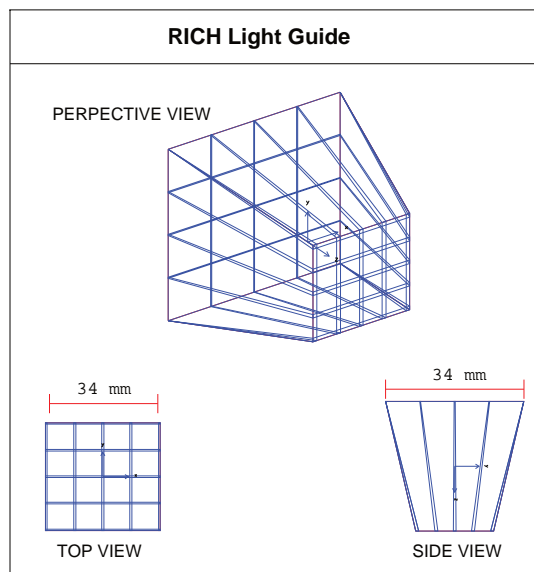 RICH Light Guide
PERPECTIVE VIEW
y
x
z
34 mm
34 mm
y
x
TOP VIEW
SIDE VIEW